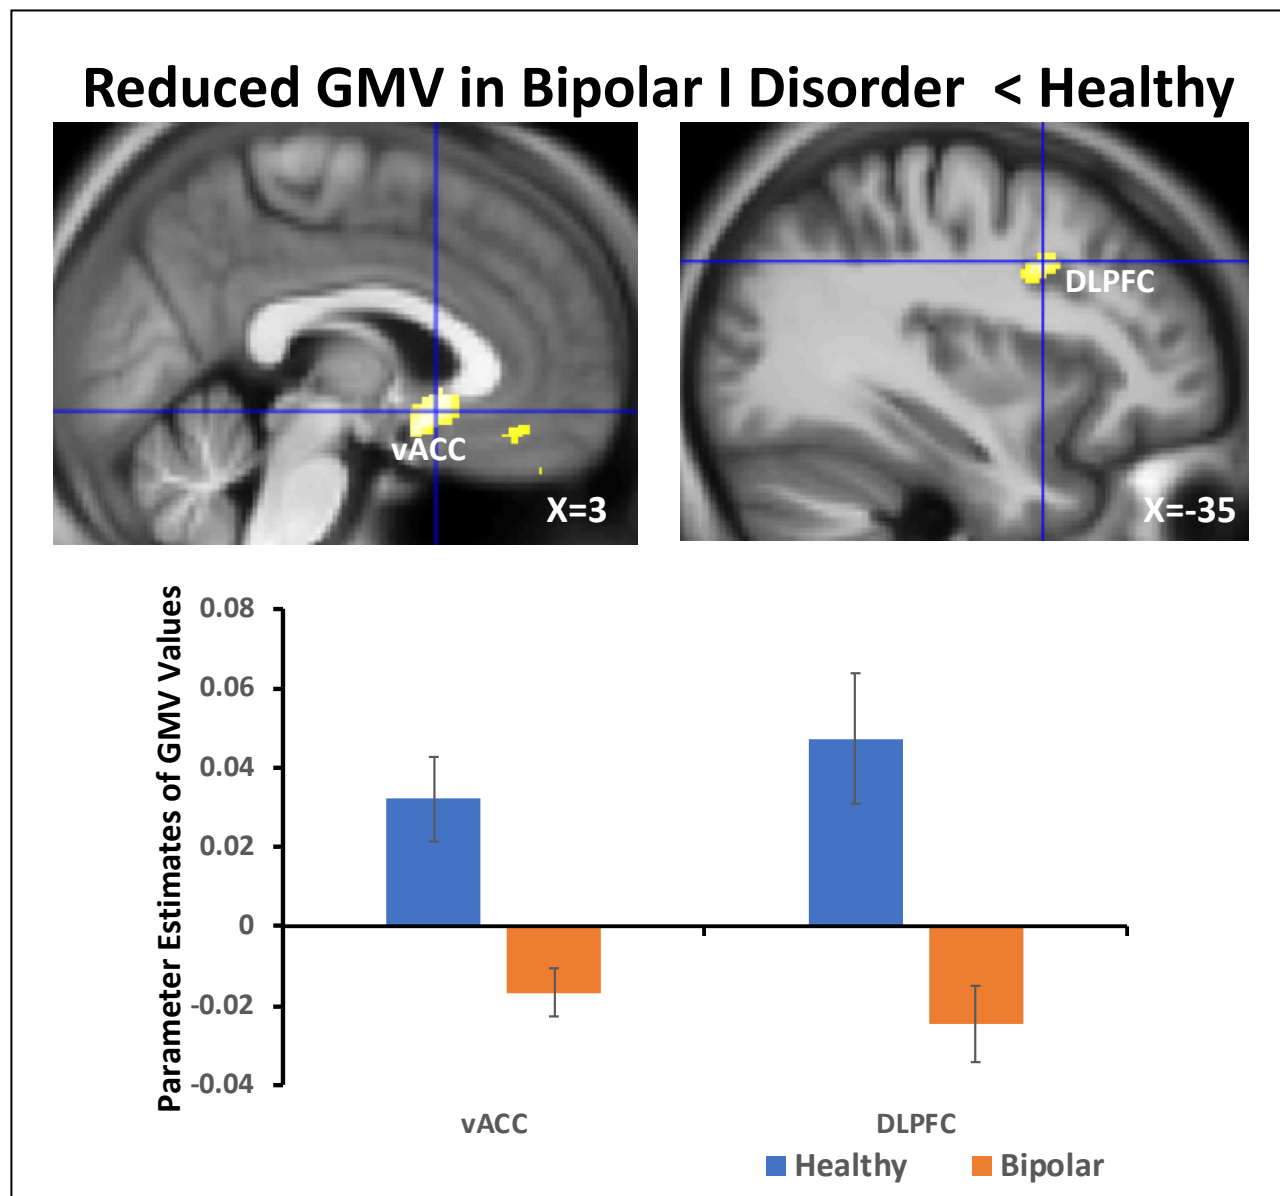 Reduced GMV in Bipolar I Disorder < Healthy
DLPFC
vACC
X=3
X=-35
Parameter Estimates of GMV Values
0.08
0.06
0.04
0.02
0
-0.02
-0.04
vACC
DLPFC
Healthy
Bipolar